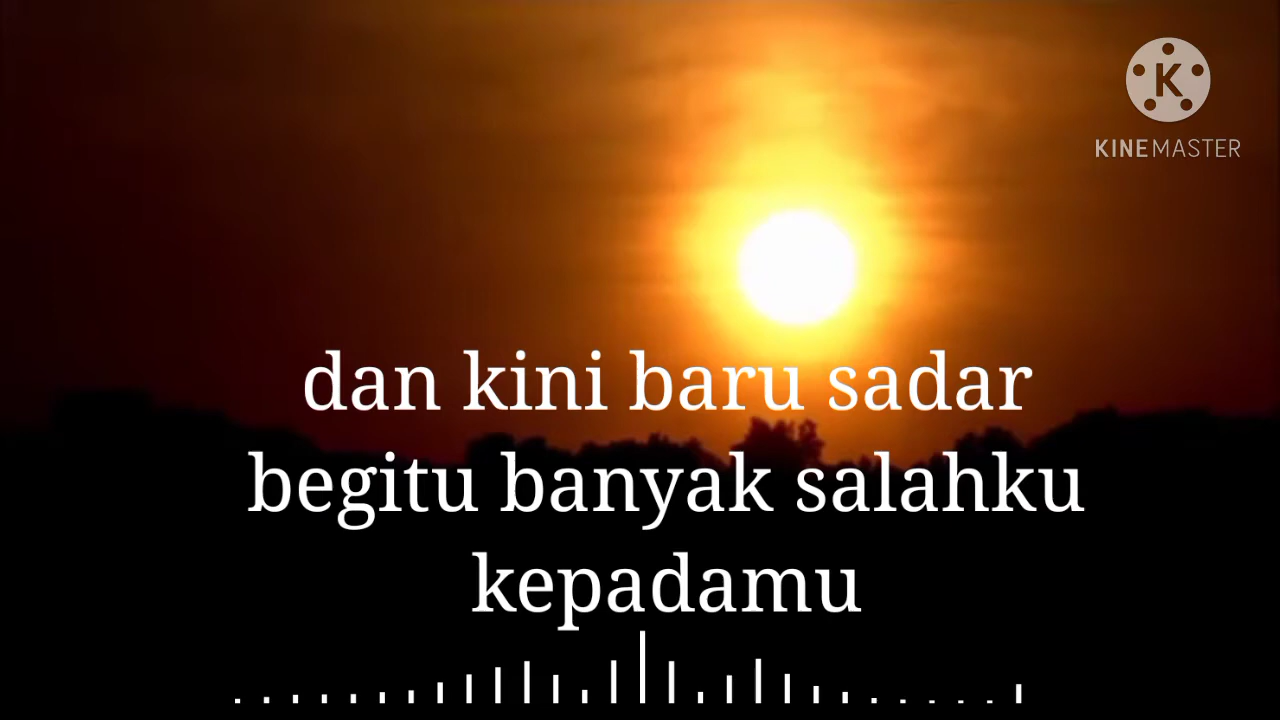 K
KINEMASTER
dan kini baru sadar
begitu banyak salahku
kepadamu